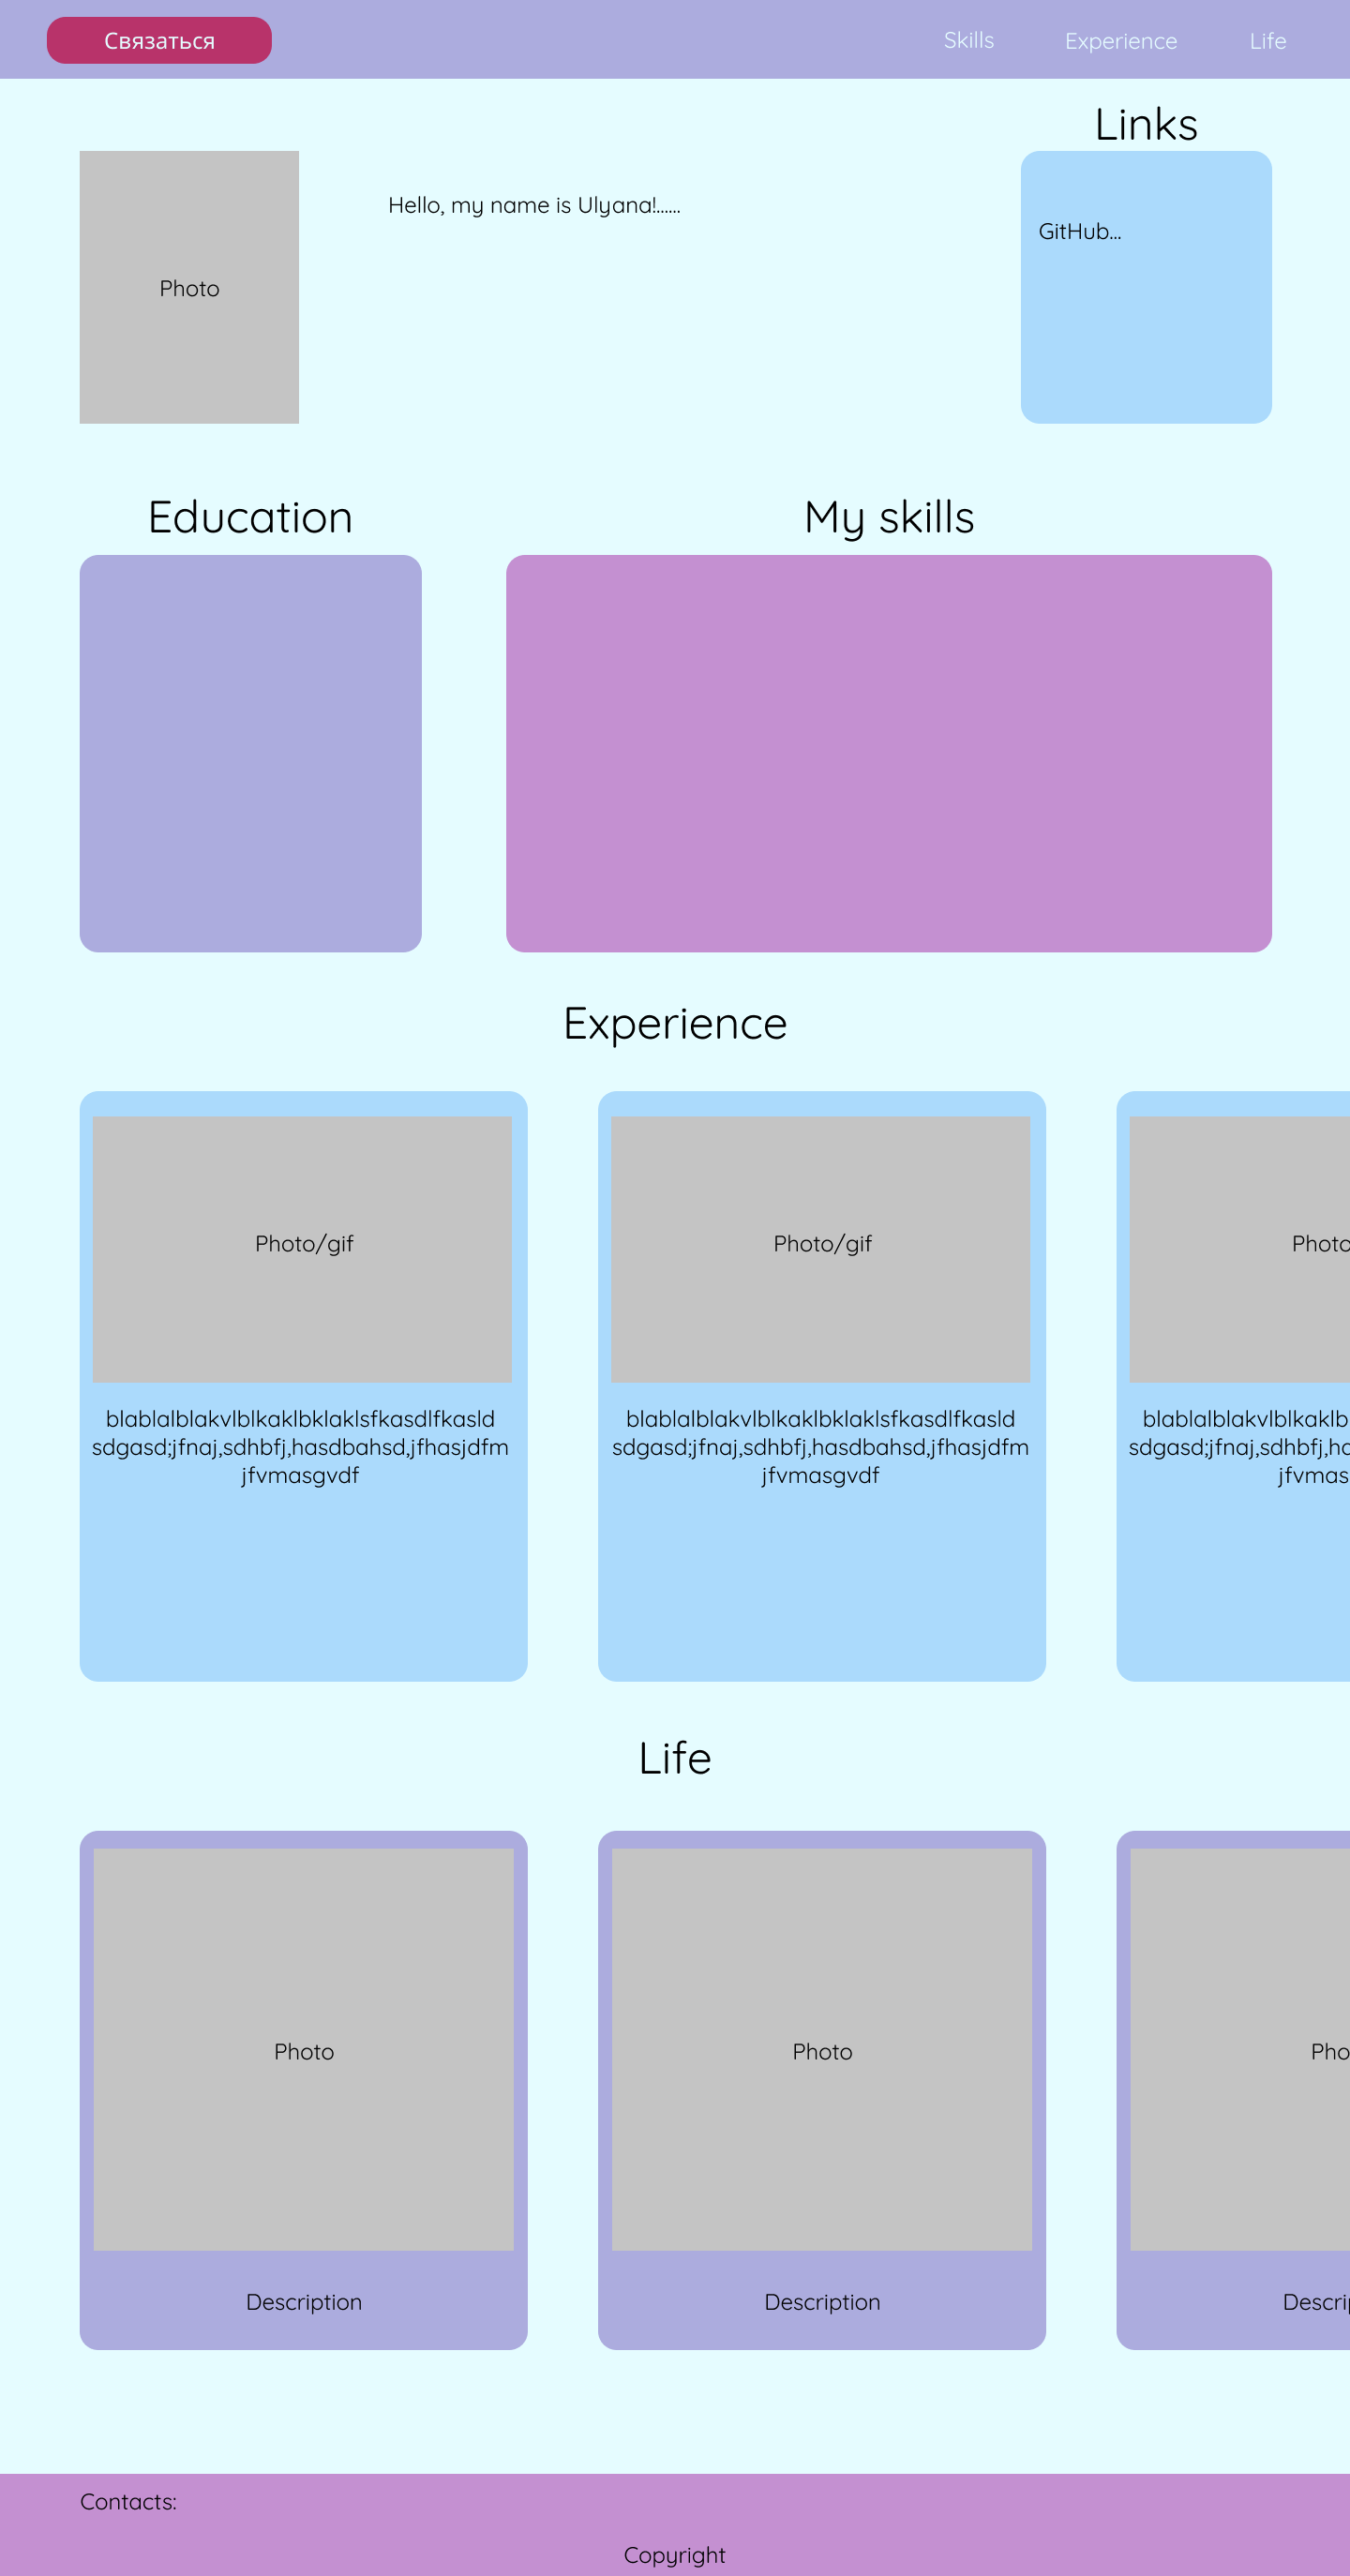 Связаться
Skills
Experience
Life
Links
Hello, my name is Ulyana!......
GitHub...
Photo
Education
My skills
Experience
Photo/gif
Photo/gif
Photo
blablalblakvlblkaklbklaklsfkasdlfkasld
sdgasd;jfnaj,sdhbfj,hasdbahsd,jfhasjdfm
jfvmasgvdf
blablalblakvlblkaklbklaklsfkasdlfkasld
sdgasd;jfnaj,sdhbfj,hasdbahsd,jfhasjdfm
jfvmasgvdf
blablalblakvlblkaklb
sdgasd;jfnaj,sdhbfj,ha
jfvmas
Life
Photo
Photo
Pho
Description
Description
Descrip
Contacts:
Copyright